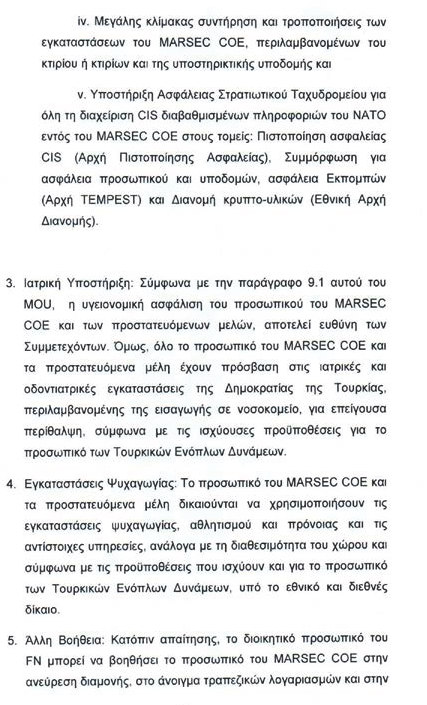 iv. Μεγάλης κλίμακας συντήρηση και τροποποιήσεις των
εγκαταστάσεων του MARSEC COE, περιλαμβανομένων του
κτιρίου ή κτιρίων και της υποστηρικτικής υποδομής και
v. Υποστήριξη Ασφάλειας Στρατιωτικού Ταχυδρομείου για
όλη τη διαχείριση CIS διαβαθμισμένων πληροφοριών του ΝΑΤΟ
εντός του MARSEC COE στους τομείς: Πιστοποίηση ασφαλείας
CIS (Αρχή Πιστοποίησης Ασφαλείας), Συμμόρφωση για
ασφάλεια προσωπικού και υποδομών, ασφάλεια Εκπομπών
(Αρχή TEMPEST) και Διανομή κρυπτο-υλικών (Εθνική Αρχή
Διανομής).
3. Ιατρική Υποστήριξη: Σύμφωνα με την παράγραφο 9.1 αυτού του
MOU, η υγειονομική ασφάλιση του προσωπικού του MARSEC
COE και των προστατευόμενων μελών, αποτελεί ευθύνη των
Συμμετεχόντων. Όμως, όλο το προσωπικό του MARSEC COE και
τα προστατευόμενα μέλη έχουν πρόσβαση στις ιατρικές και
οδοντιατρικές εγκαταστάσεις της Δημοκρατίας της Τουρκίας,
περιλαμβανομένης της εισαγωγής σε νοσοκομείο, για επείγουσα
περίθαλψη, σύμφωνα με τις ισχύουσες προϋποθέσεις για το
προσωπικό των Τουρκικών Ενόπλων Δυνάμεων.
4. Εγκαταστάσεις Ψυχαγωγίας: Το προσωπικό του MARSEC COE και
τα προστατευόμενα μέλη δικαιούνται να χρησιμοποιήσουν τις
εγκαταστάσεις ψυχαγωγίας, αθλητισμού και πρόνοιας και τις
αντίστοιχες υπηρεσίες, ανάλογα με τη διαθεσιμότητα του χώρου και
σύμφωνα με τις προϋποθέσεις που ισχύουν και για το προσωπικό
των Τουρκικών Ενόπλων Δυνάμεων, υπό το εθνικό και διεθνές
δίκαιο.
5. Άλλη Βοήθεια: Κατόπιν απαίτησης, το διοικητικό προσωπικό του
FN μπορεί να βοηθήσει το προσωπικό του MARSEC COE στην
ανεύρεση διαμονής, στο άνοιγμα τραπεζικών λογαριασμών και στην